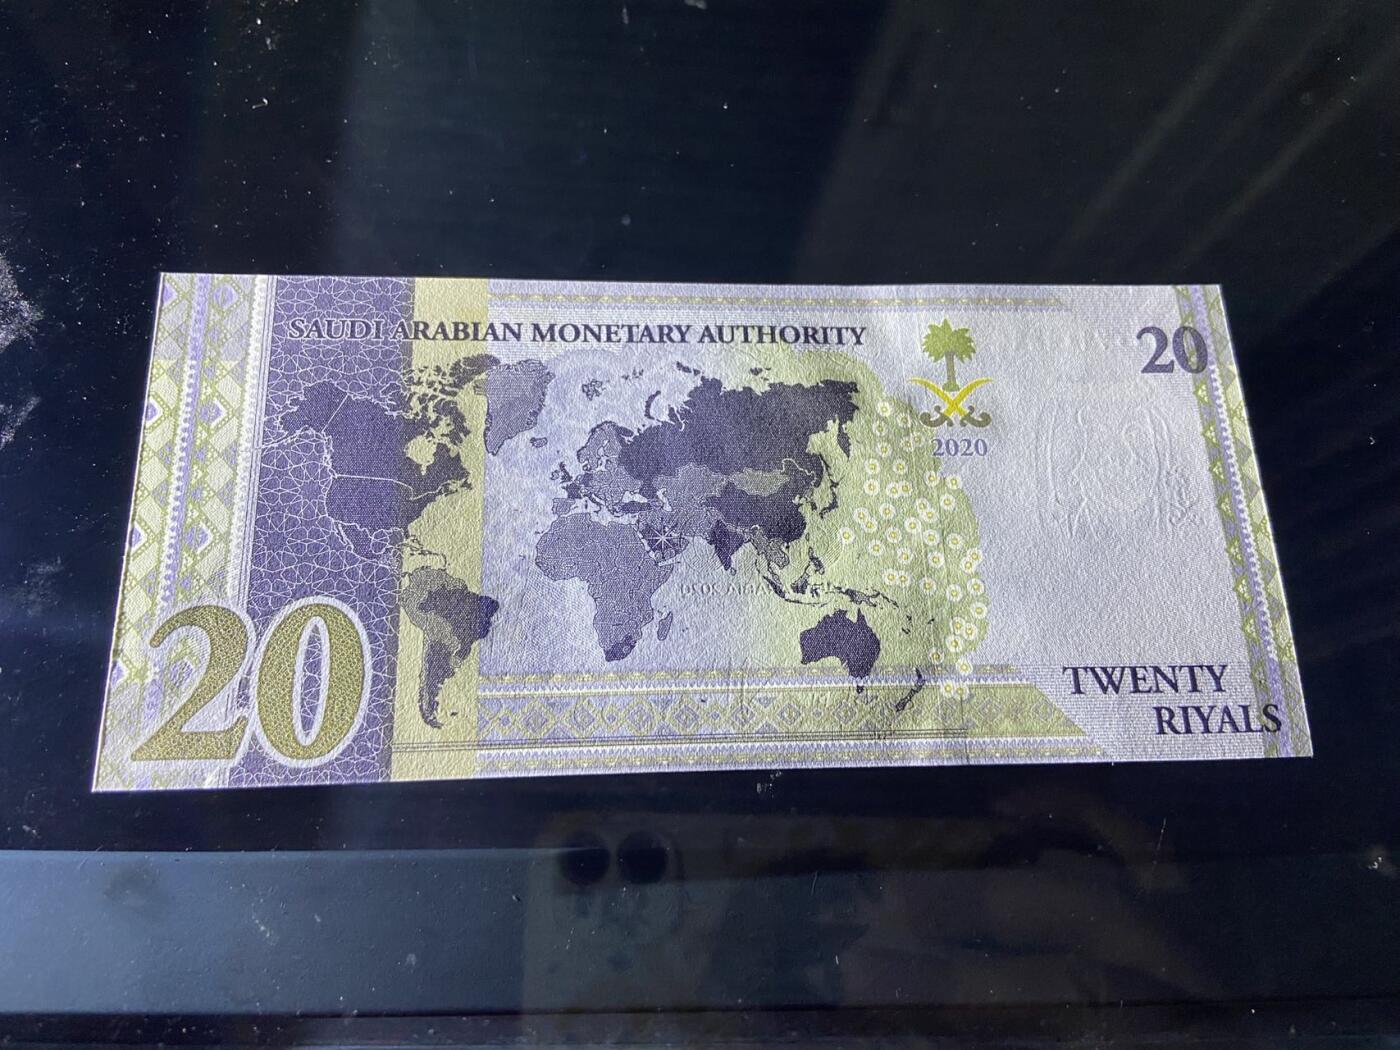 SAUDI ARABIAN MONETARY AUTHORITY
20
2020
20
TWENTY
RIYALS